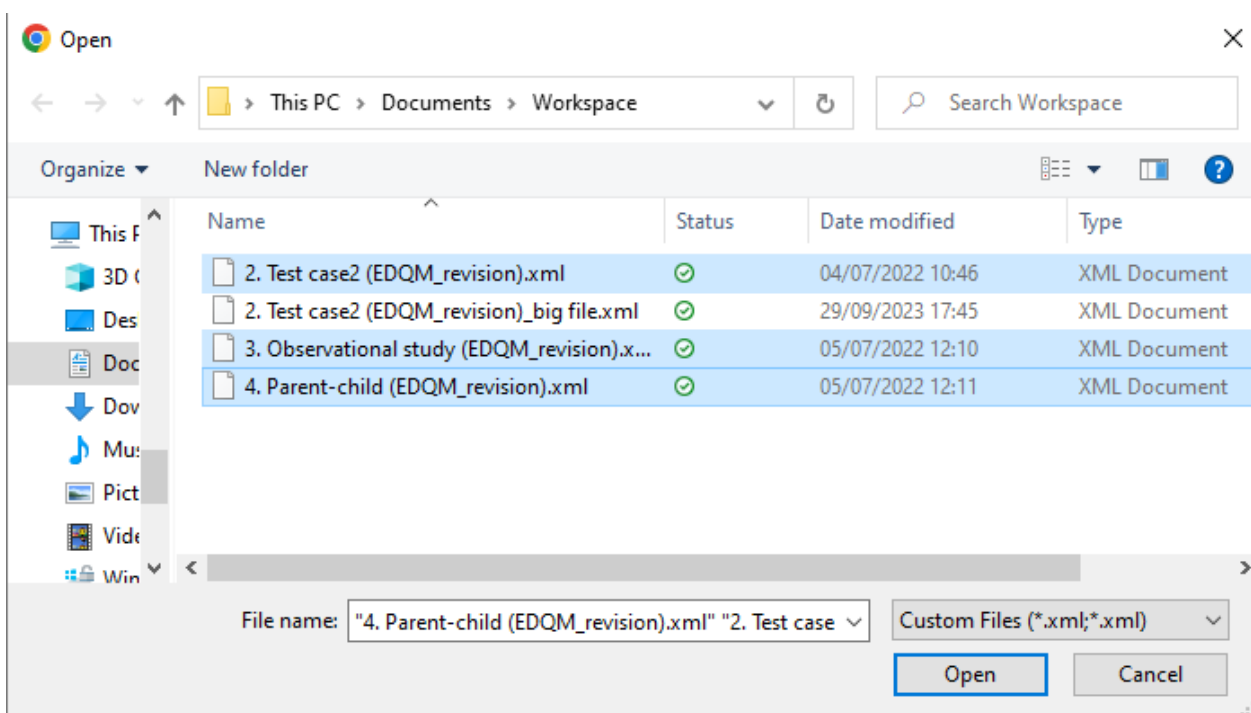 Open
This PC > Documents > Workspace
Search Workspace
Organize
New folder
?
Name Status Date modified Type
This P
3D
Des
Doc
Dov
Mu
Pict
Vide
Win
2. Test case2 (EDQM_revision).xml 04/07/2022 10:46 XML Document
2. Test case2 (EDQM_revision)_big file.xml 29/09/2023 17:45 XML Document
3. Observational study (EDQM_revision).x... 05/07/2022 12:10 XML Document
4. Parent-child (EDQM_revision).xml 05/07/2022 12:11 XML Document
File name: "4. Parent-child (EDQM_revision).xml" "2. Test case
Custom Files (*.xml;*.xml)
Open
Cancel